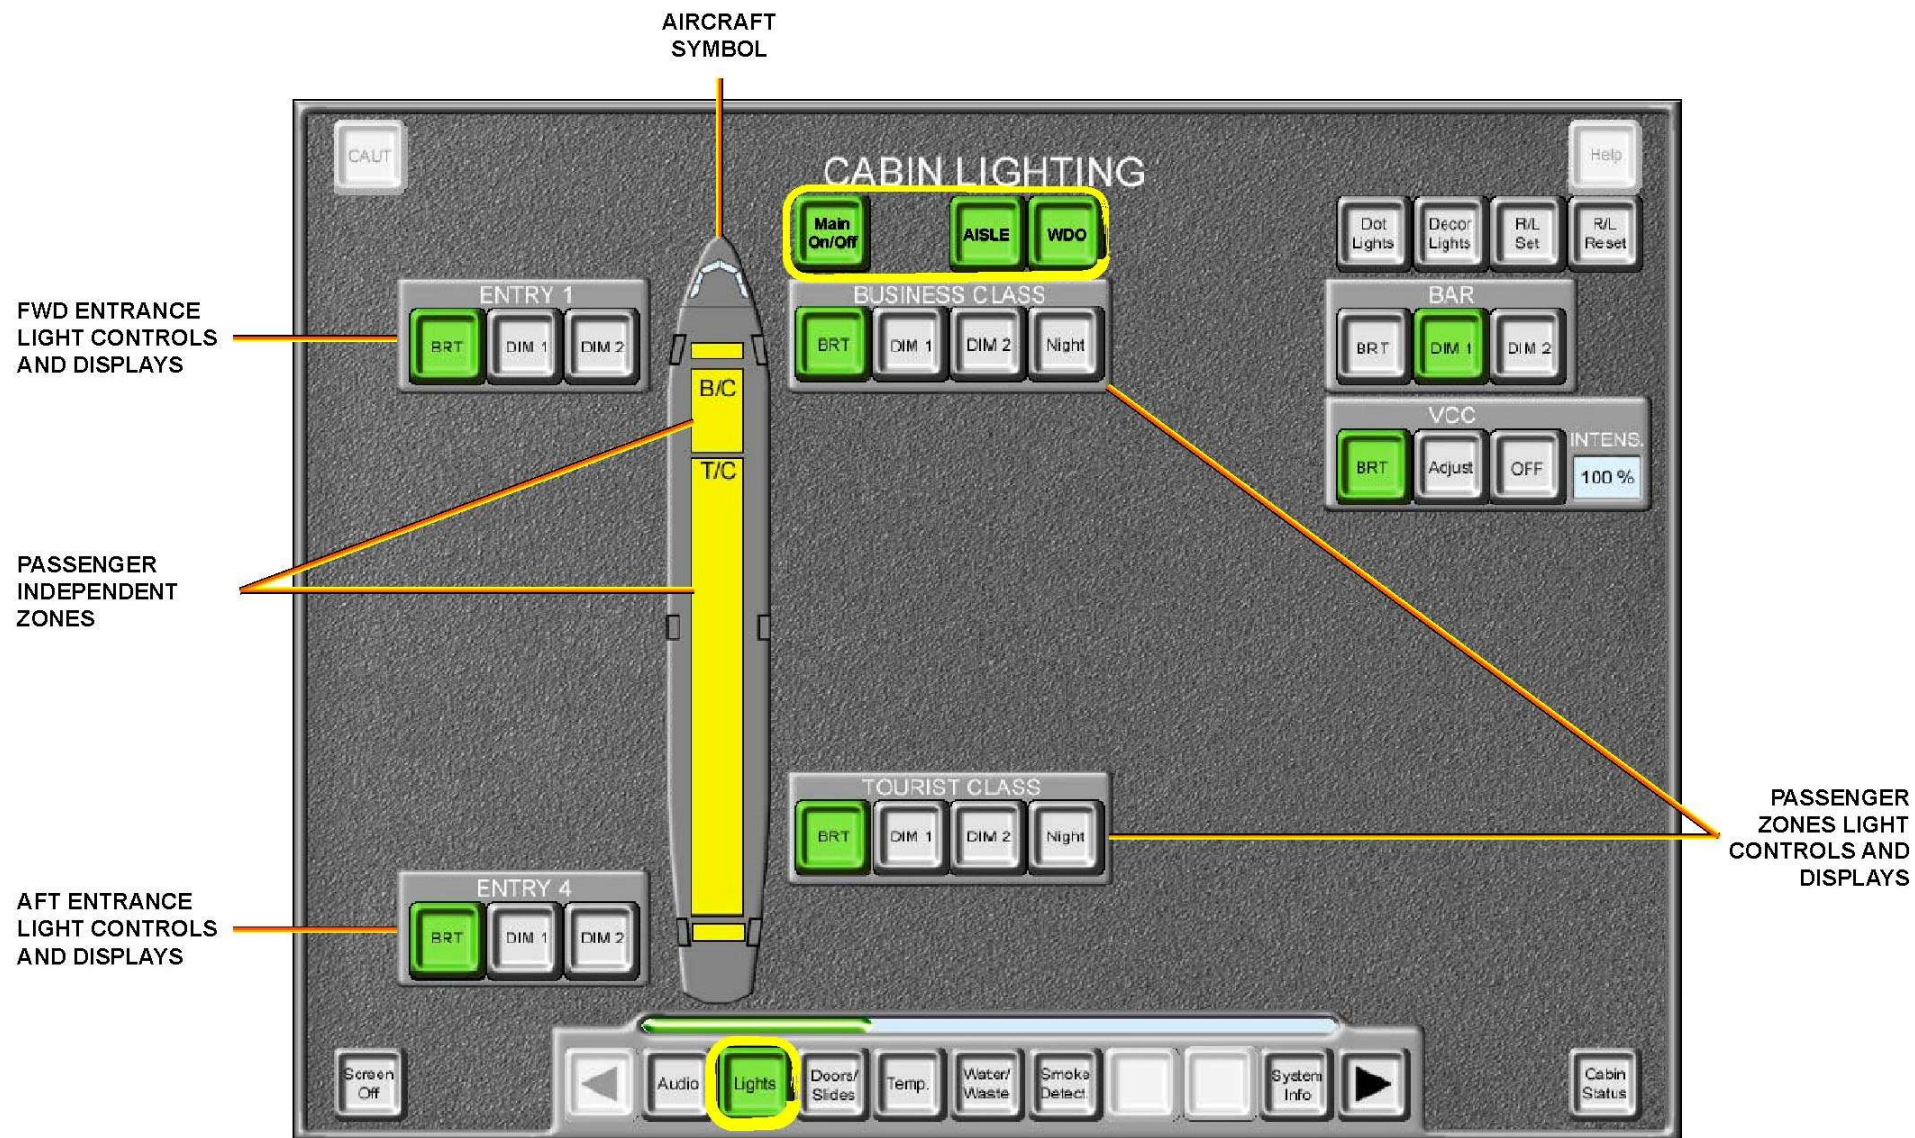 AIRCRAFT
SYMBOL
CAUT
Help
CABIN LIGHTING
Main
On/Off
AISLE
WDO
Dot
Lights
Decor
Lights
R/L
Set
R/L
Reset
FWD ENTRANCE
LIGHT CONTROLS
AND DISPLAYS
ENTRY 1
BRT
DIM 1
DIM 2
BUSINESS CLASS
BRT
DIM 1
DIM 2
Night
BAR
BRT
DIM 1
DIM 2
B/C
T/C
VCC
BRT
Adjust
OFF
INTENS.
100 %
PASSENGER
INDEPENDENT
ZONES
TOURIST CLASS
BRT
DIM 1
DIM 2
Night
PASSENGER
ZONES LIGHT
CONTROLS AND
DISPLAYS
AFT ENTRANCE
LIGHT CONTROLS
AND DISPLAYS
ENTRY 4
BRT
DIM 1
DIM 2
Screen
Off
Audio
Lights
Doors/
Slides
Temp.
Water/
Waste
Smoke
Detect.
System
Info
Cabin
Status